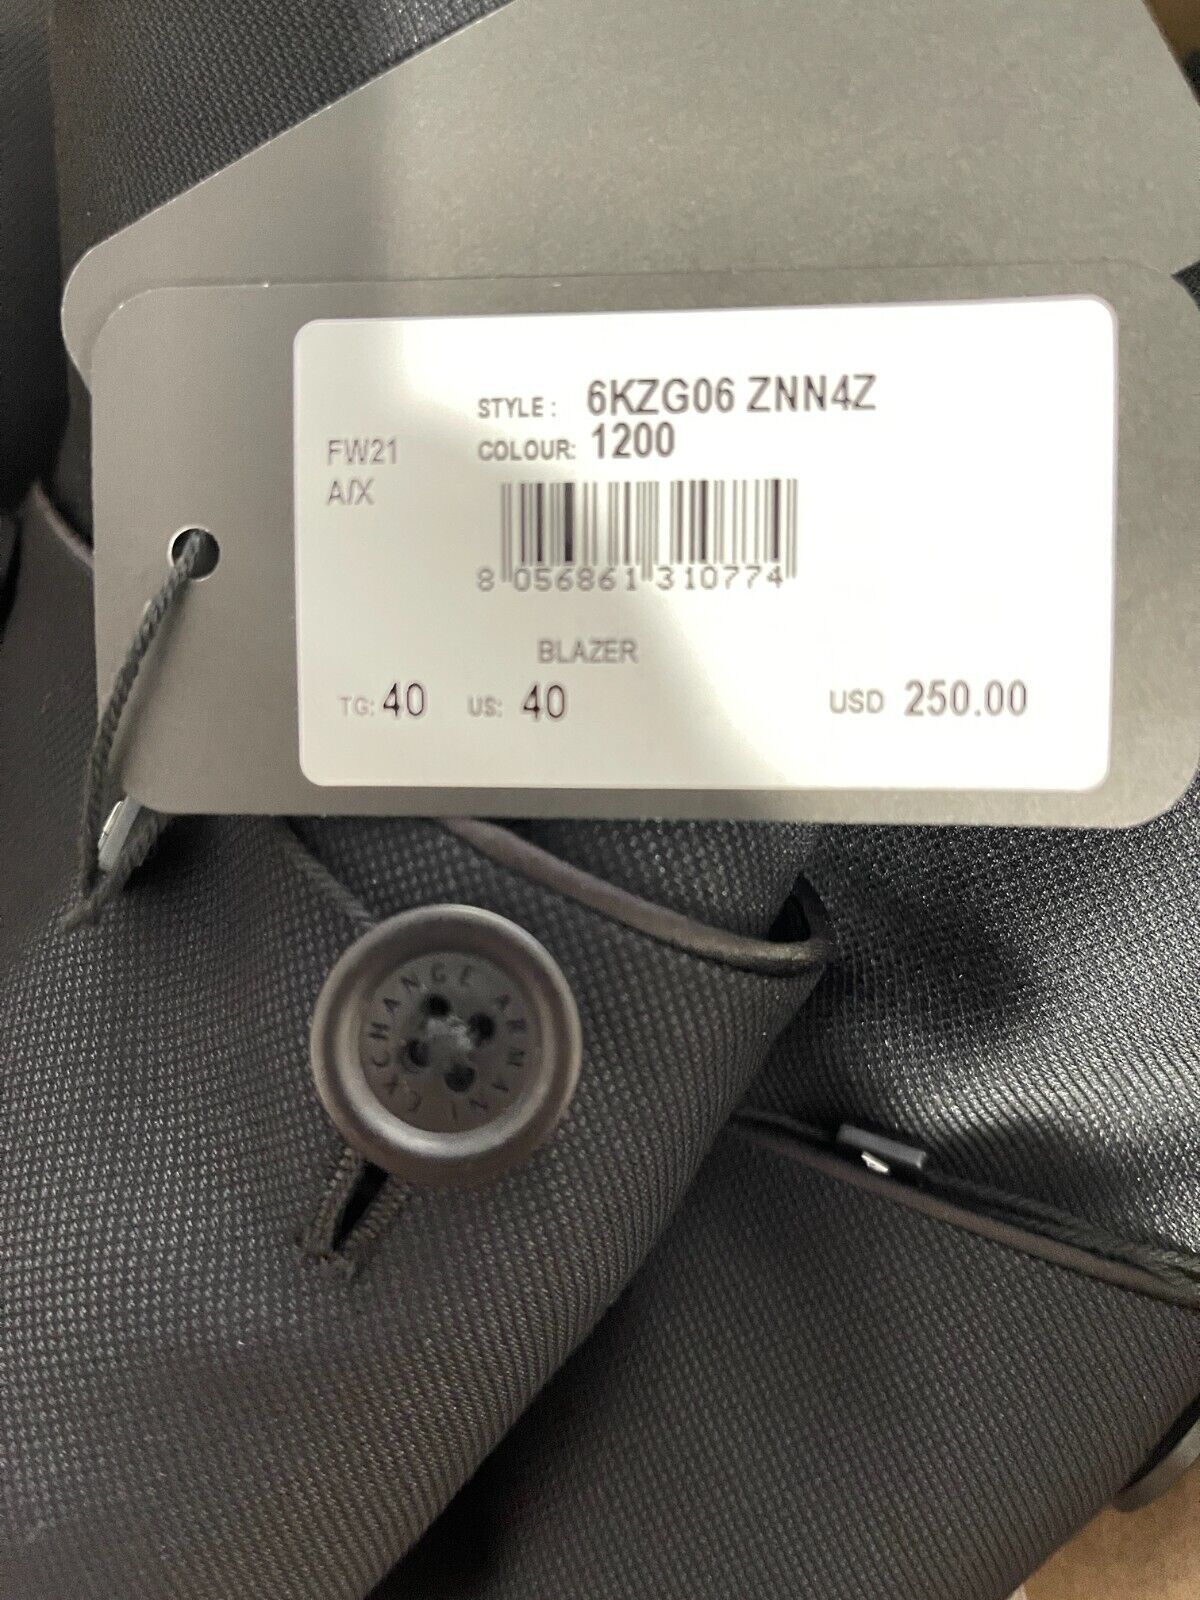 STYLE: 6KZG06 ZNN4Z
FW21 COLOUR: 1200
A/X
8 056861 310774
BLAZER
TG: 40 US: 40 USD 250.00
ARMANI EXCHANGE